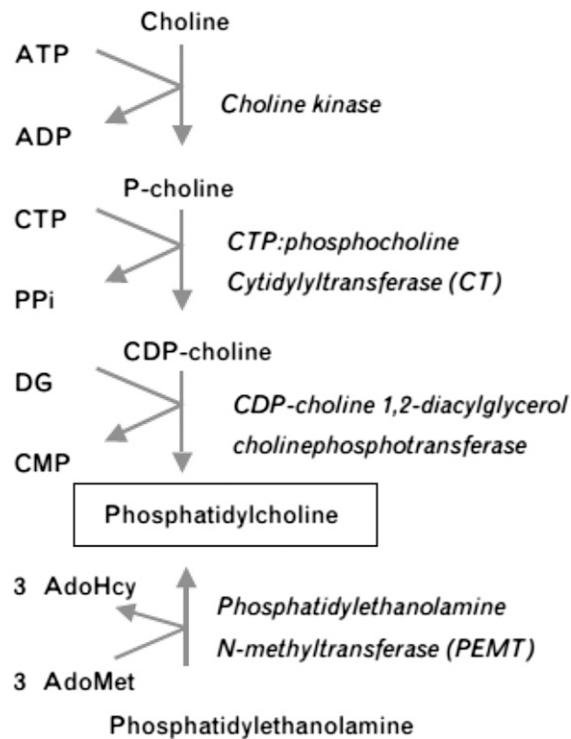 Choline
ATP
Choline kinase
ADP
P-choline
CTP
CTP:phosphocholine
Cytidylyltransferase (CT)
PPi
CDP-choline
DG
CDP-choline 1,2-diacylglycerol
cholinephosphotransferase
CMP
Phosphatidylcholine
3 AdoHcy
Phosphatidylethanolamine
N-methyltransferase (PEMT)
3 AdoMet
Phosphatidylethanolamine